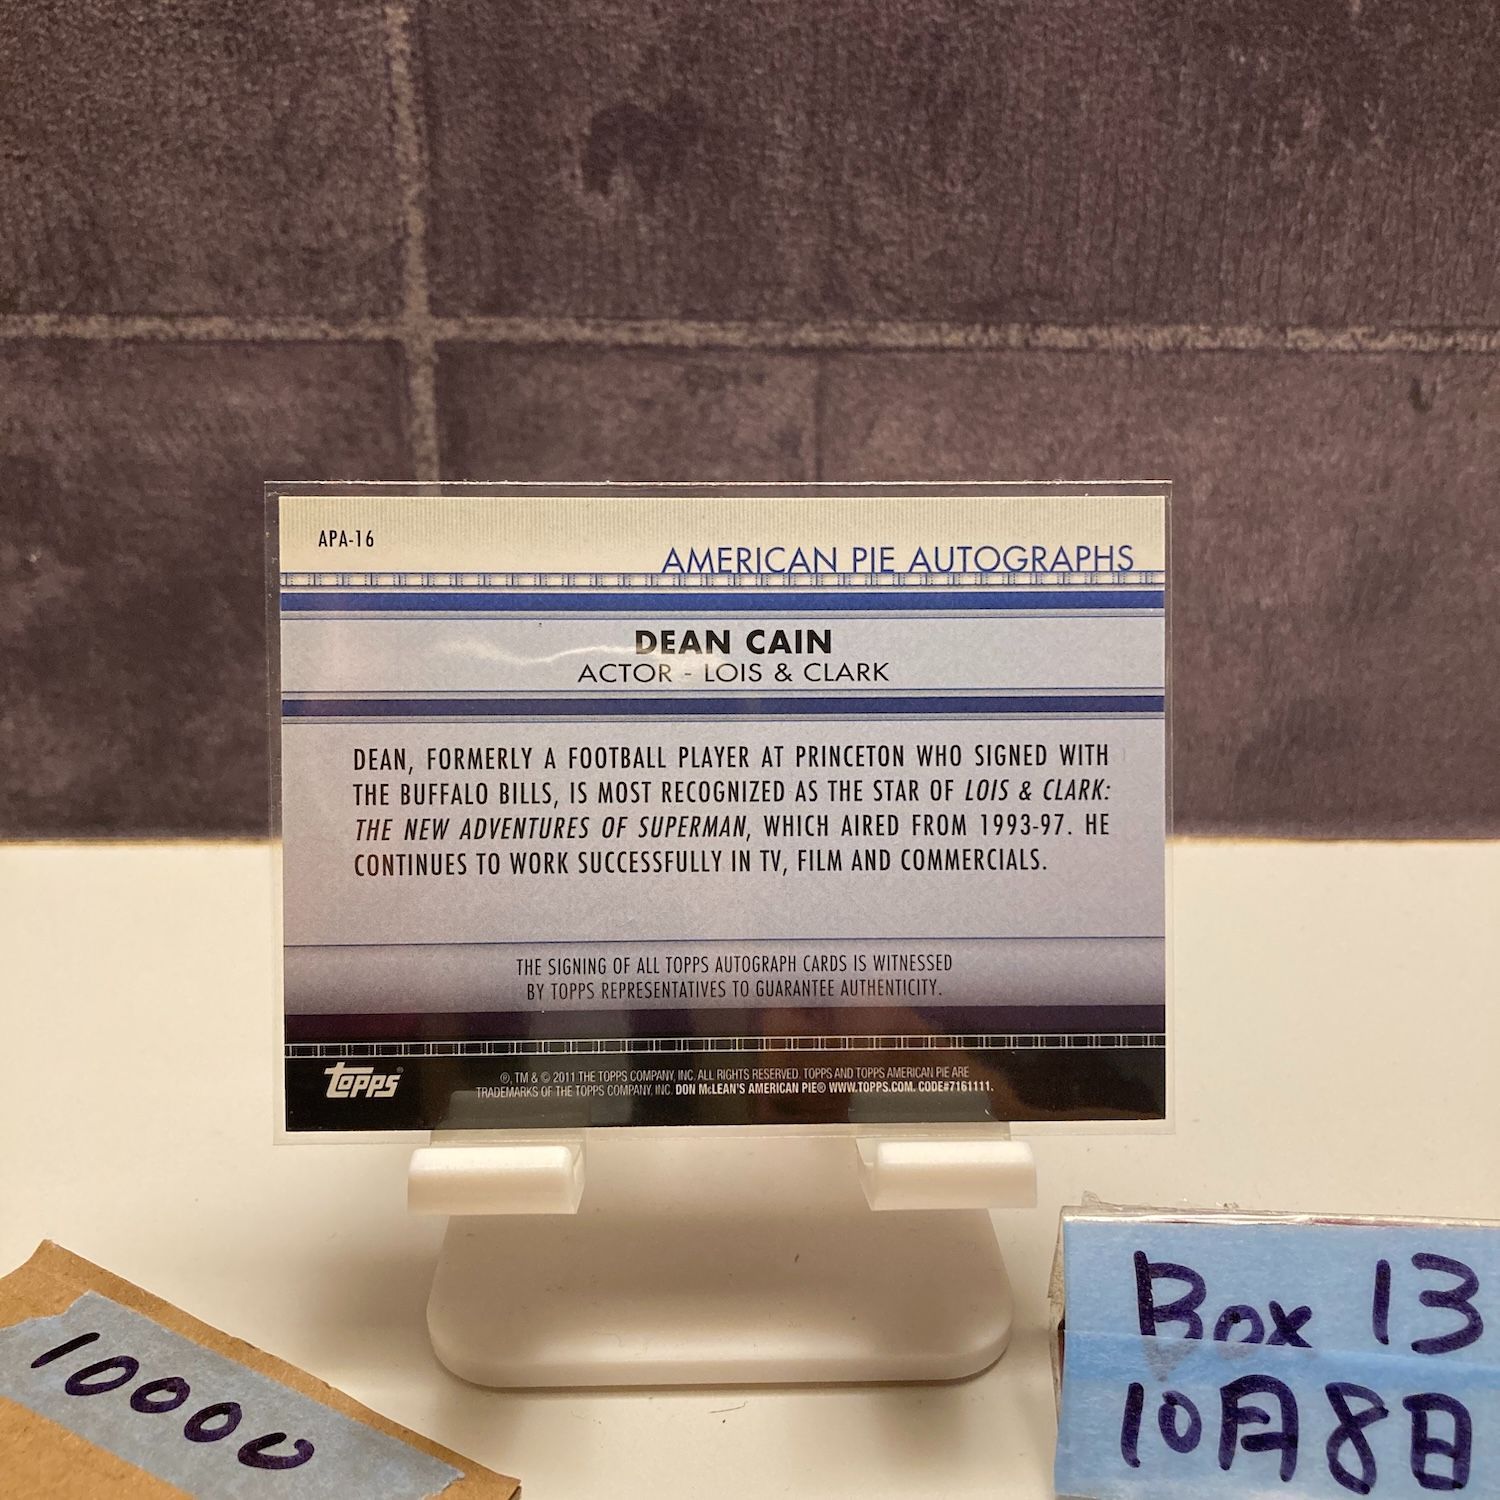 APA-16
AMERICAN PIE AUTOGRAPHS
DEAN CAIN
ACTOR - LOIS & CLARK
DEAN, FORMERLY A FOOTBALL PLAYER AT PRINCETON WHO SIGNED WITH
THE BUFFALO BILLS, IS MOST RECOGNIZED AS THE STAR OF LOIS & CLARK:
THE NEW ADVENTURES OF SUPERMAN, WHICH AIRED FROM 1993-97. HE
CONTINUES TO WORK SUCCESSFULLY IN TV, FILM AND COMMERCIALS.
THE SIGNING OF ALL TOPPS AUTOGRAPH CARDS IS WITNESSED
BY TOPPS REPRESENTATIVES TO GUARANTEE AUTHENTICITY.
topps®
®, TM & © 2011 THE TOPPS COMPANY, INC. ALL RIGHTS RESERVED. TOPPS AND TOPPS AMERICAN PIE ARE
TRADEMARKS OF THE TOPPS COMPANY, INC. DON McLEAN'S AMERICAN PIE® WWW.TOPPS.COM. CODE#7161111.
10000
Box 13
10月8日